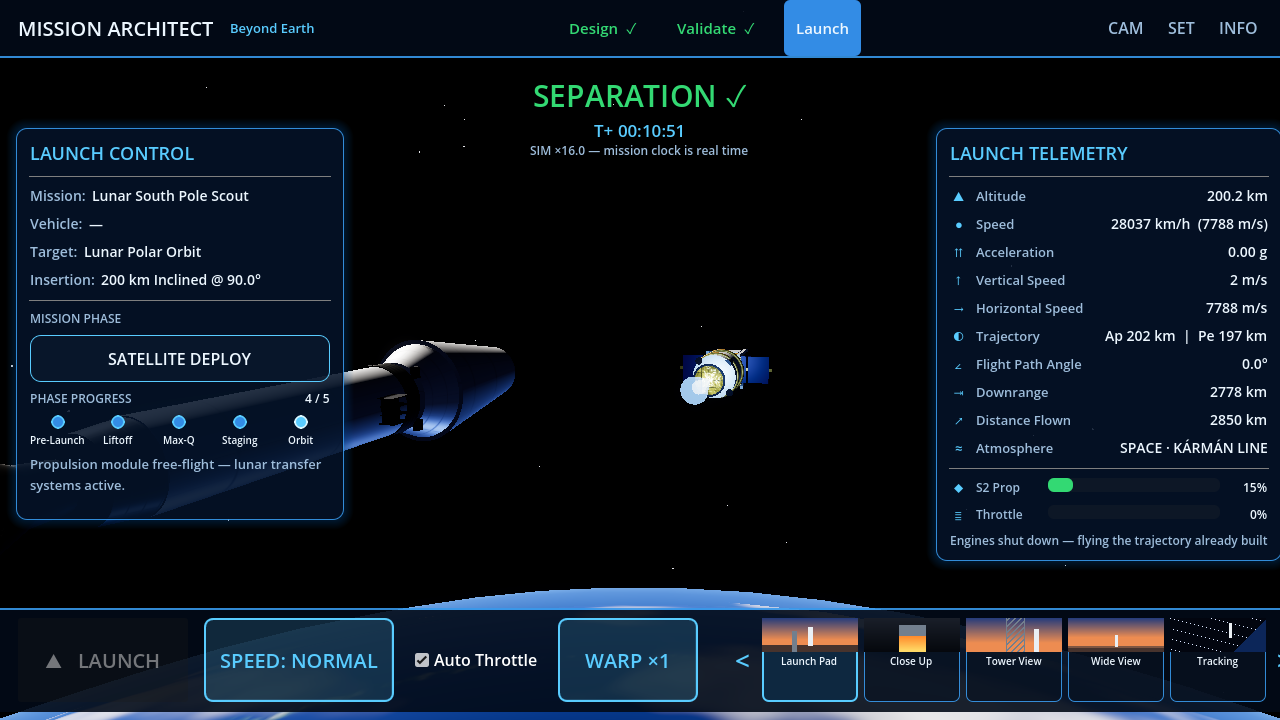 MISSION ARCHITECT Beyond Earth Design ✓ Validate ✓ Launch CAM SET INFO
SEPARATION ✓
T+ 00:10:51
SIM ×16.0 — mission clock is real time
LAUNCH CONTROL
Mission: Lunar South Pole Scout
Vehicle: —
Target: Lunar Polar Orbit
Insertion: 200 km Inclined @ 90.0°
MISSION PHASE
SATELLITE DEPLOY
PHASE PROGRESS 4 / 5
Pre-Launch Liftoff Max-Q Staging Orbit
Propulsion module free-flight — lunar transfer
systems active.
LAUNCH TELEMETRY
▲ Altitude 200.2 km
● Speed 28037 km/h (7788 m/s)
⇈ Acceleration 0.00 g
↑ Vertical Speed 2 m/s
→ Horizontal Speed 7788 m/s
◐ Trajectory Ap 202 km | Pe 197 km
∠ Flight Path Angle 0.0°
⇥ Downrange 2778 km
↗ Distance Flown 2850 km
≈ Atmosphere SPACE · KÁRMÁN LINE
◆ S2 Prop 15%
≣ Throttle 0%
Engines shut down — flying the trajectory already built
▲ LAUNCH SPEED: NORMAL Auto Throttle WARP ×1 < Launch Pad Close Up Tower View Wide View Tracking